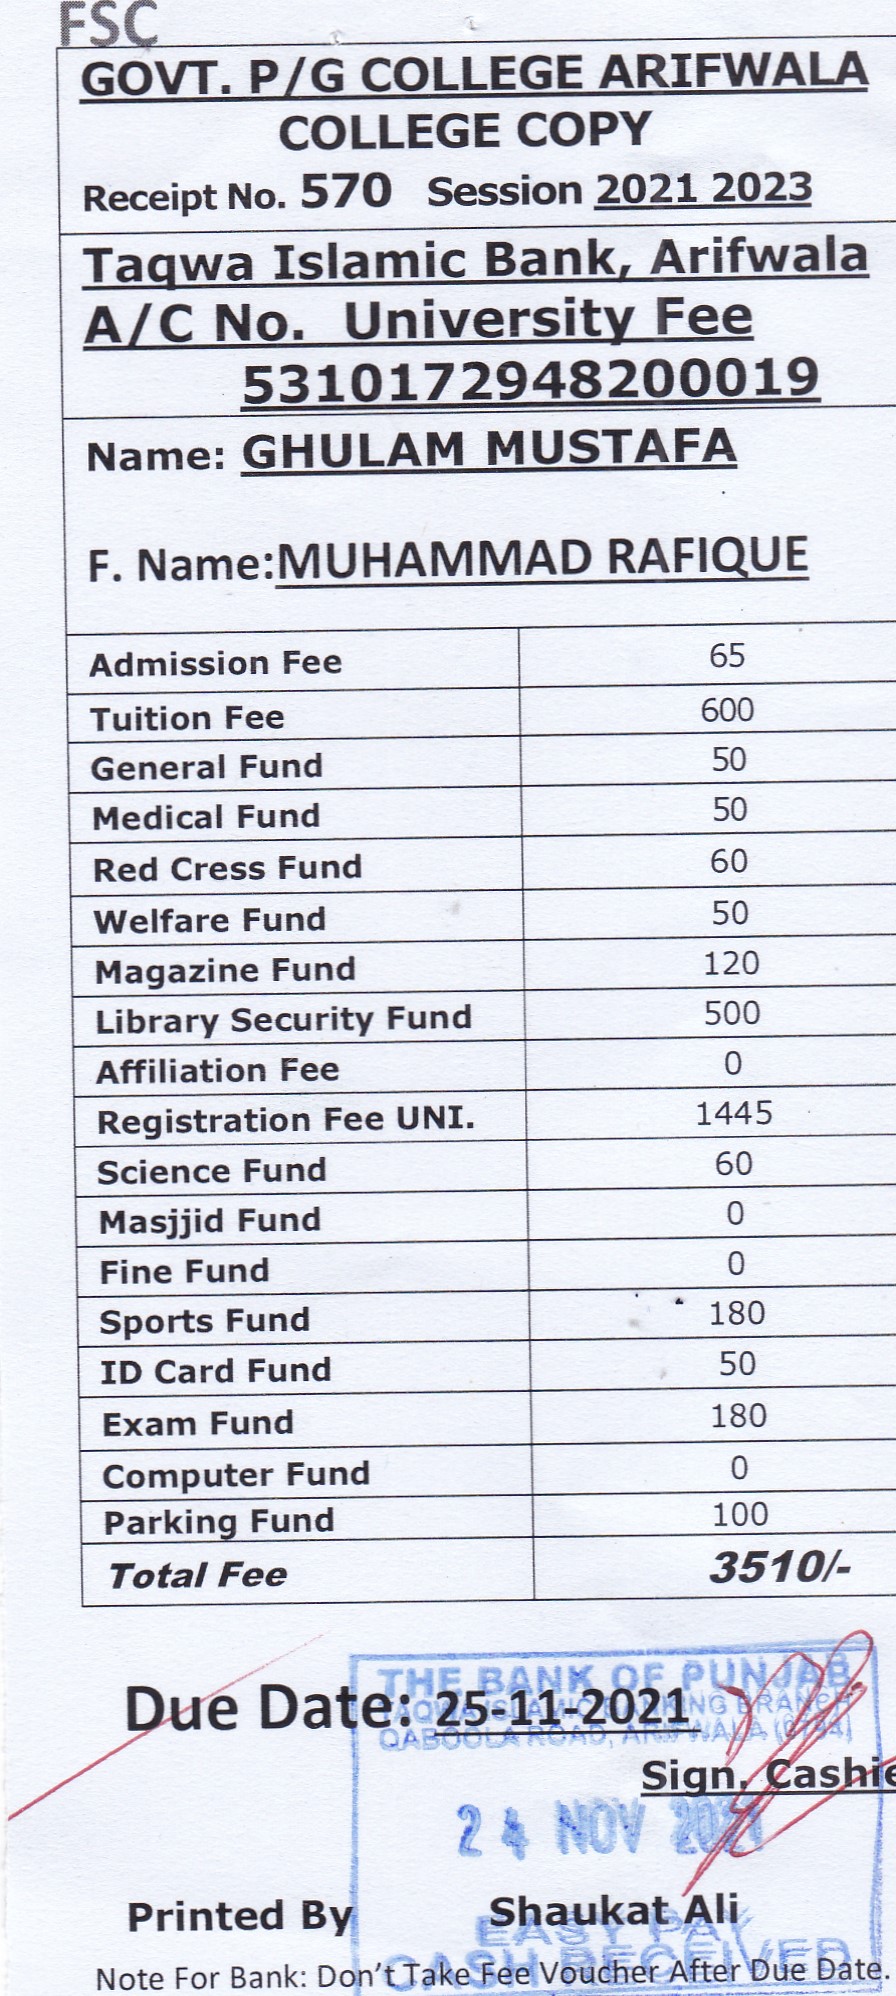 FSC
GOVT. P/G COLLEGE ARIFWALA
COLLEGE COPY
Receipt No. 570 Session 2021 2023
Taqwa Islamic Bank, Arifwala
A/C No. University Fee
5310172948200019
Name: GHULAM MUSTAFA
F. Name:MUHAMMAD RAFIQUE
Admission Fee 65
Tuition Fee 600
General Fund 50
Medical Fund 50
Red Cress Fund 60
Welfare Fund 50
Magazine Fund 120
Library Security Fund 500
Affiliation Fee 0
Registration Fee UNI. 1445
Science Fund 60
Masjjid Fund 0
Fine Fund 0
Sports Fund 180
ID Card Fund 50
Exam Fund 180
Computer Fund 0
Parking Fund 100
Total Fee 3510/-
THE BANK OF PUNJAB
TAQWA ISLAMIC BANKING BRANCH
Due Date: 25-11-2021
QABOOLA ROAD, ARIFWALA
Sign. Cashie
24 NOV 2021
Printed By Shaukat Ali
EASY PAY
CASH RECEIVED
Note For Bank: Don't Take Fee Voucher After Due Date.